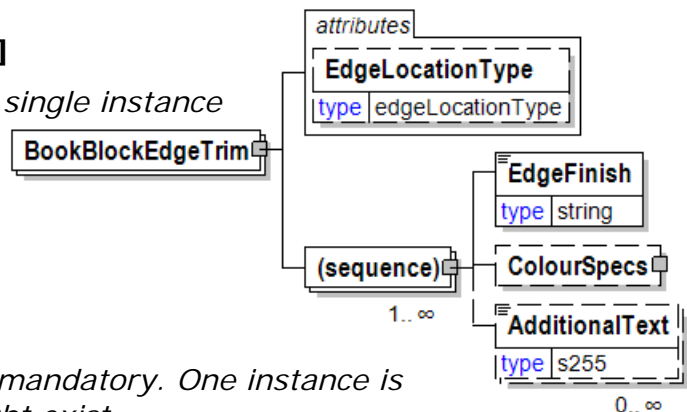 attributes
]
EdgeLocationType
single instance
type edgeLocationType
BookBlockEdgeTrim
EdgeFinish
type string
(sequence)
ColourSpecs
1.. ∞
AdditionalText
type s255
mandatory. One instance is
0.. ∞